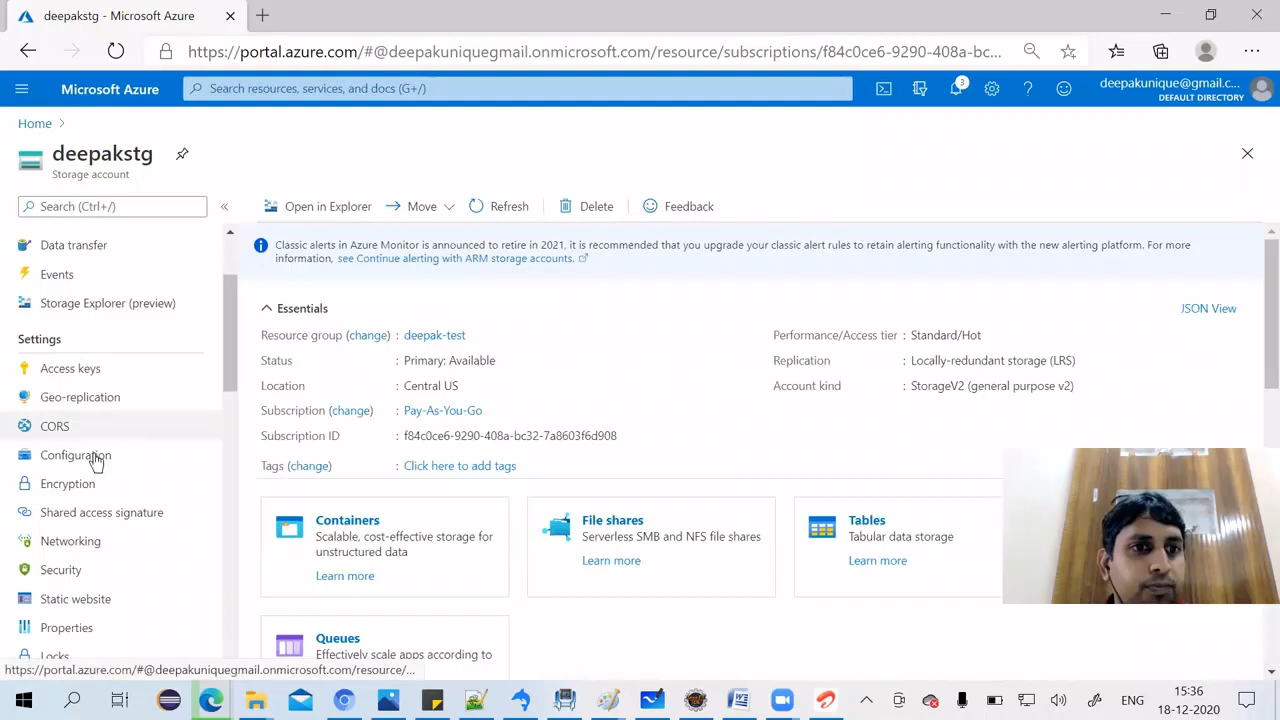 deepakstg - Microsoft Azure
https://portal.azure.com/#@deepakuniquegmail.onmicrosoft.com/resource/subscriptions/f84c0ce6-9290-408a-bc...
Microsoft Azure
Search resources, services, and docs (G+/)
3
deepakunique@gmail.c...
DEFAULT DIRECTORY
Home
deepakstg
Storage account
Search (Ctrl+/)
Open in Explorer
Move
Refresh
Delete
Feedback
Data transfer
Events
Storage Explorer (preview)
Settings
Access keys
Geo-replication
CORS
Configuration
Encryption
Shared access signature
Networking
Security
Static website
Properties
Locks
Classic alerts in Azure Monitor is announced to retire in 2021, it is recommended that you upgrade your classic alert rules to retain alerting functionality with the new alerting platform. For more
information, see Continue alerting with ARM storage accounts.
Essentials
JSON View
Resource group (change) : deepak-test
Status : Primary: Available
Location : Central US
Subscription (change) : Pay-As-You-Go
Subscription ID : f84c0ce6-9290-408a-bc32-7a8603f6d908
Tags (change) : Click here to add tags
Performance/Access tier : Standard/Hot
Replication : Locally-redundant storage (LRS)
Account kind : StorageV2 (general purpose v2)
Containers
Scalable, cost-effective storage for
unstructured data
Learn more
File shares
Serverless SMB and NFS file shares
Learn more
Tables
Tabular data storage
Learn more
Queues
Effectively scale apps according to
https://portal.azure.com/#@deepakuniquegmail.onmicrosoft.com/resource/...
ENG
15:36
18-12-2020